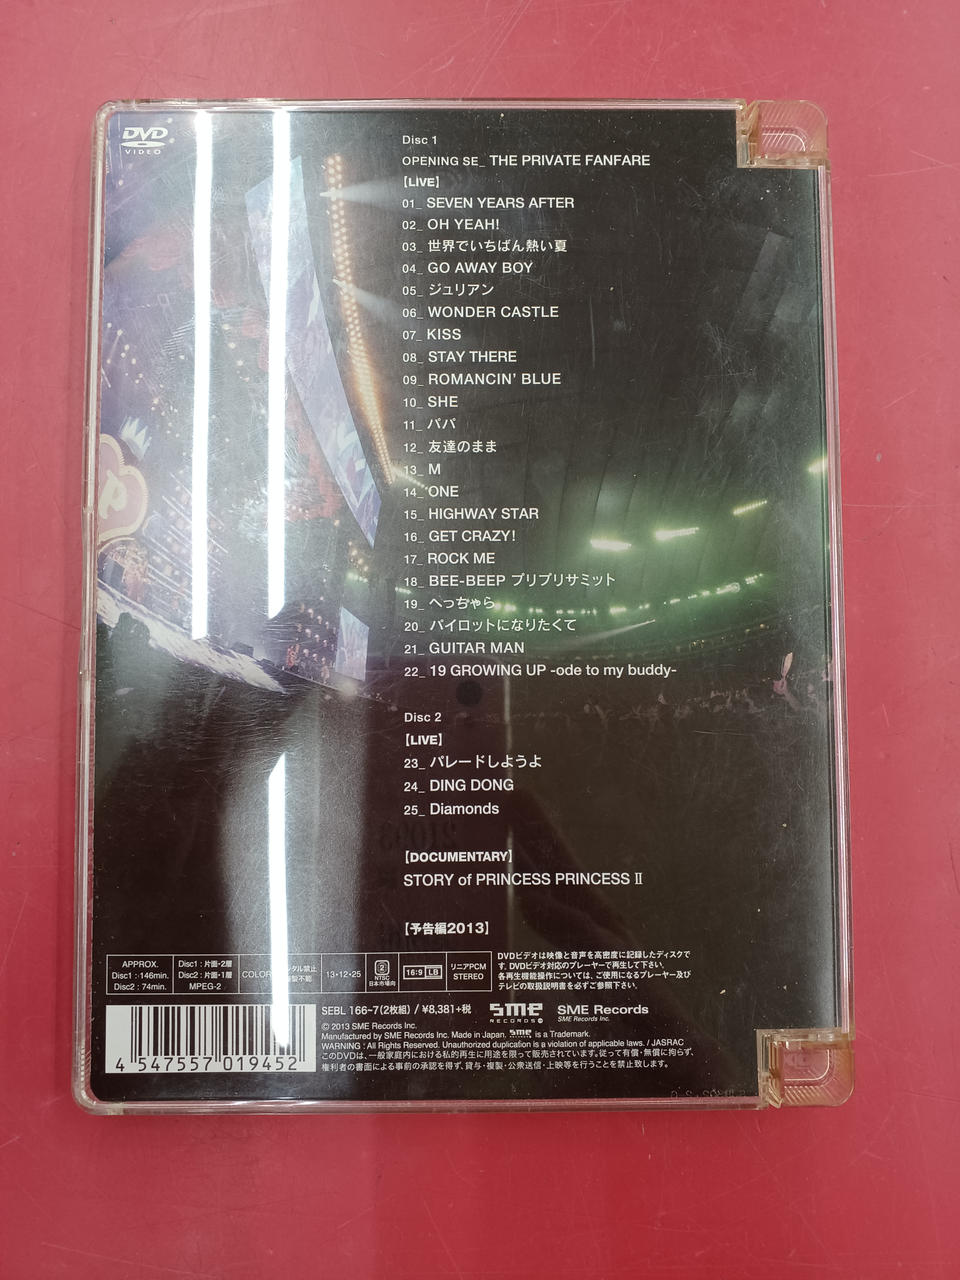 DVD
VIDEO
Disc 1
OPENING SE_ THE PRIVATE FANFARE
【LIVE】
01_ SEVEN YEARS AFTER
02_ OH YEAH!
03_ 世界でいちばん熱い夏
04_ GO AWAY BOY
05_ ジュリアン
06_ WONDER CASTLE
07_ KISS
08_ STAY THERE
09_ ROMANCIN' BLUE
10_ SHE
11_ パパ
12_ 友達のまま
13_ M
14_ ONE
15_ HIGHWAY STAR
16_ GET CRAZY!
17_ ROCK ME
18_ BEE-BEEP プリプリサミット
19_ へっちゃら
20_ パイロットになりたくて
21_ GUITAR MAN
22_ 19 GROWING UP -ode to my buddy-
Disc 2
【LIVE】
23_ パレードしようよ
24_ DING DONG
25_ Diamonds
【DOCUMENTARY】
STORY of PRINCESS PRINCESS II
【予告編2013】
APPROX.
Disc1 : 146min.
Disc2 : 74min.
Disc1 : 片面・2層
Disc2 : 片面・1層
MPEG-2
COLOR
タル禁止
製不能
13・12・25
2
NTSC
日本市場向
16:9 LB
リニアPCM
STEREO
DVDビデオは映像と音声を高密度に記録したディスクで
す。DVDビデオ対応のプレーヤーで再生して下さい。
各再生機能操作については、ご使用になるプレーヤー及び
テレビの取扱説明書を必ずご参照下さい。
SEBL 166~7(2枚組) / ¥8,381+税
sme
RECORDS
SME Records
SME Records Inc.
© 2013 SME Records Inc.
Manufactured by SME Records Inc. Made in Japan. sme is a Trademark.
WARNING : All Rights Reserved. Unauthorized duplication is a violation of applicable laws. / JASRAC
このDVDは、一般家庭内における私的再生に用途を限って販売されています。従って有償・無償に拘らず、
権利者の書面による事前の承認を得ず、貸与・複製・公衆送信・上映等を行うことを禁止致します。
4 547557 019452